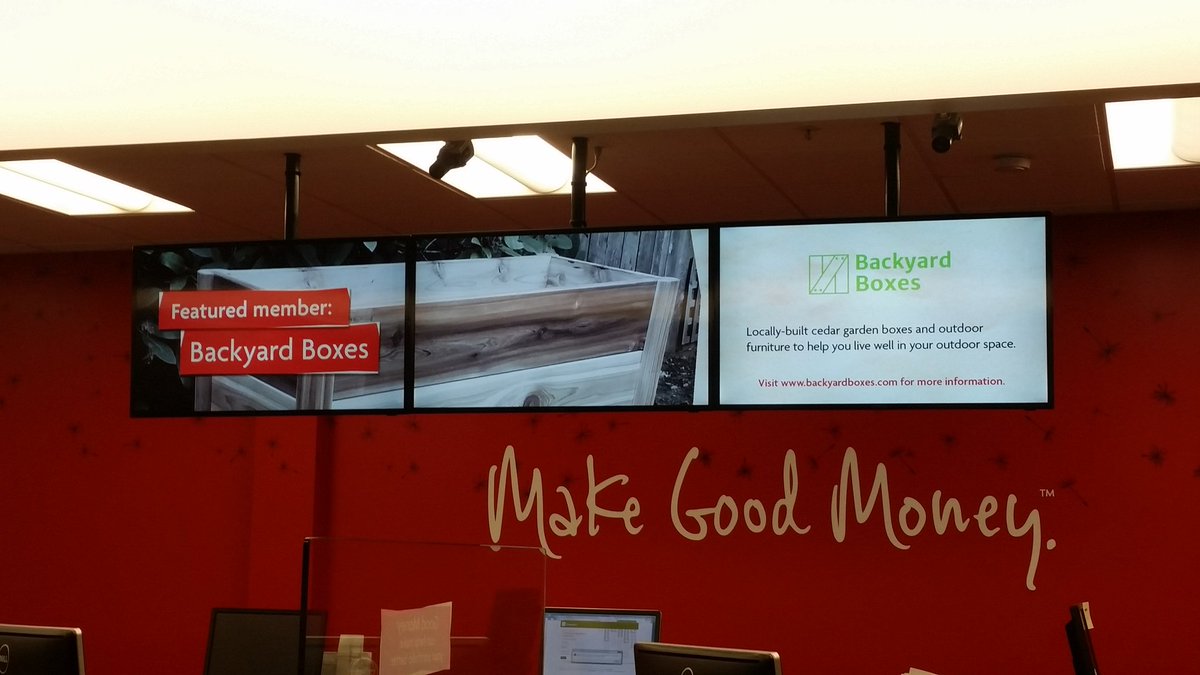 Featured member:
Backyard Boxes
Backyard
Boxes
Locally-built cedar garden boxes and outdoor
furniture to help you live well in your outdoor space.
Visit www.backyardboxes.com for more information.
Make Good Money.™
DELL